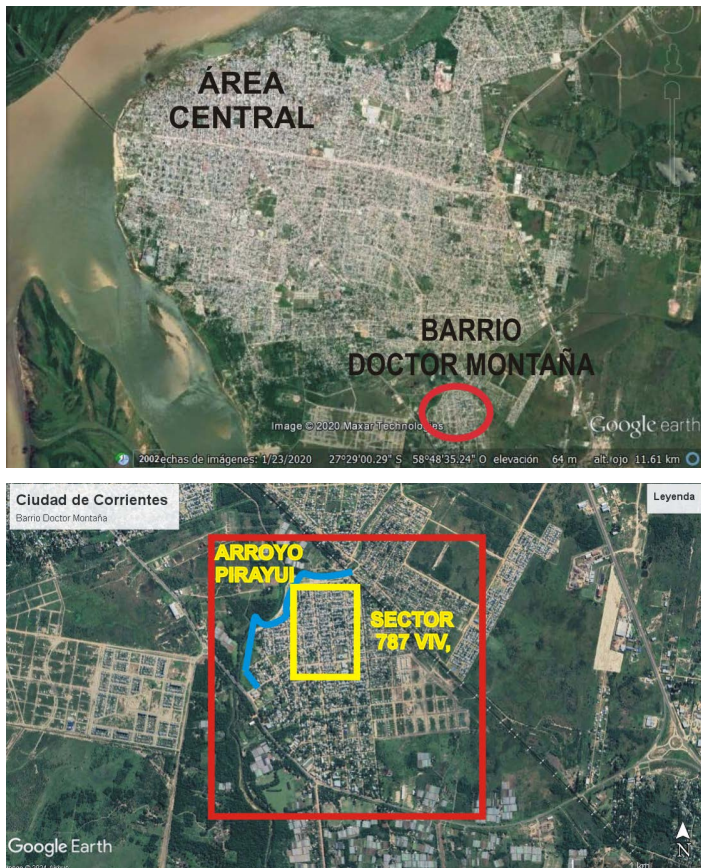 ÁREA
CENTRAL
BARRIO
DOCTOR MONTAÑA
Image © 2020 Maxar Technologies
Google earth
2002
echas de imágenes: 1/23/2020 27°29'00.29" S 58°48'35.24" O elevación 64 m alt. ojo 11.61 km
Ciudad de Corrientes
Barrio Doctor Montaña
Leyenda
ARROYO
PIRAYUI
SECTOR
787 VIV,
Google Earth
N
1 km